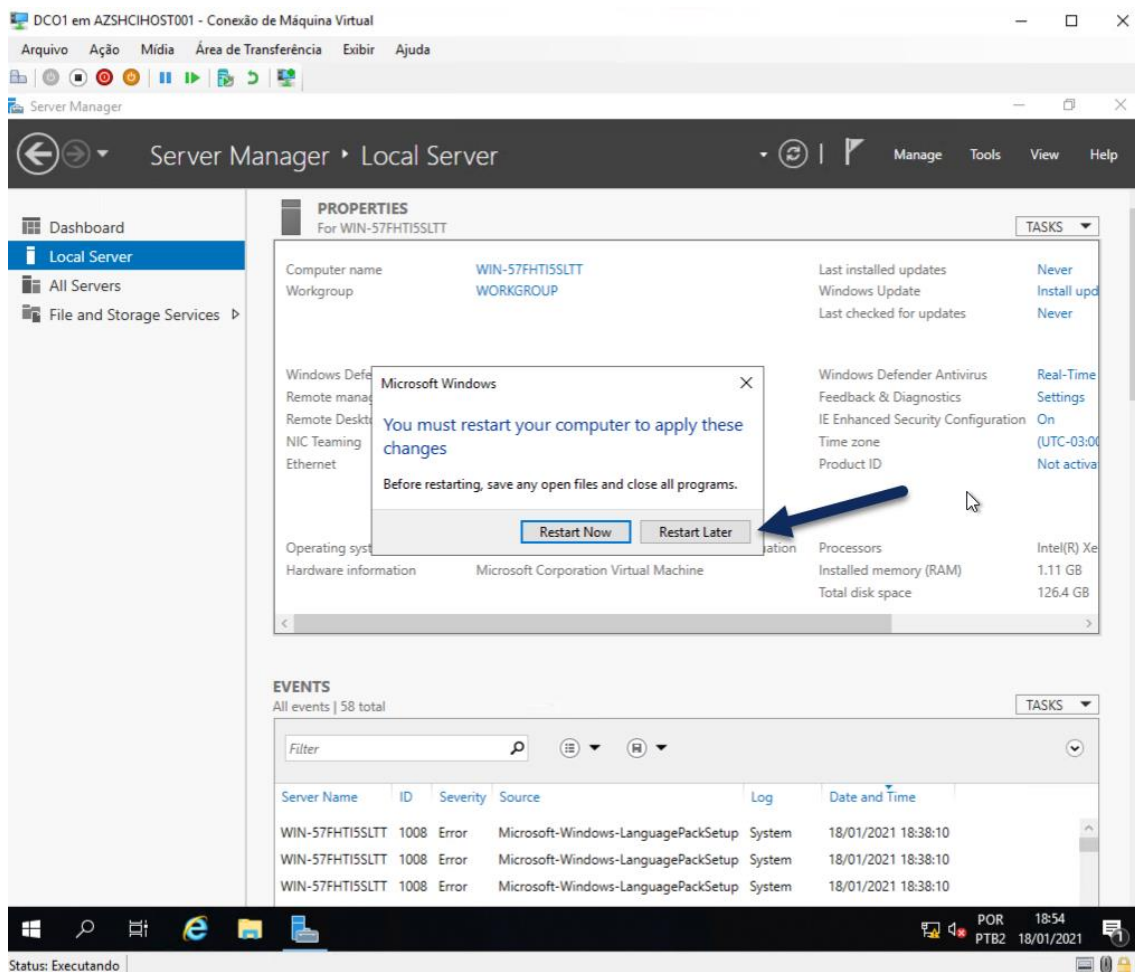 DCO1 em AZSHCIHOST001 - Conexão de Máquina Virtual
Arquivo Ação Mídia Área de Transferência Exibir Ajuda
Server Manager
Server Manager Local Server
Manage Tools View Help
Dashboard
Local Server
All Servers
File and Storage Services
PROPERTIES
For WIN-57FHTI5SLTT
TASKS
Computer name WIN-57FHTI5SLTT Last installed updates Never
Workgroup WORKGROUP Windows Update Install upd
Last checked for updates Never
Windows Defe Windows Defender Antivirus Real-Time
Remote manag Feedback & Diagnostics Settings
Remote Deskt IE Enhanced Security Configuration On
NIC Teaming Time zone (UTC-03:00
Ethernet Product ID Not activa
Microsoft Windows
You must restart your computer to apply these
changes
Before restarting, save any open files and close all programs.
Restart Now Restart Later
Operating syst ation Processors Intel(R) Xe
Hardware information Microsoft Corporation Virtual Machine Installed memory (RAM) 1.11 GB
Total disk space 126.4 GB
EVENTS
All events | 58 total
TASKS
Filter
Server Name ID Severity Source Log Date and Time
WIN-57FHTI5SLTT 1008 Error Microsoft-Windows-LanguagePackSetup System 18/01/2021 18:38:10
WIN-57FHTI5SLTT 1008 Error Microsoft-Windows-LanguagePackSetup System 18/01/2021 18:38:10
WIN-57FHTI5SLTT 1008 Error Microsoft-Windows-LanguagePackSetup System 18/01/2021 18:38:10
POR 18:54
PTB2 18/01/2021
1
Status: Executando